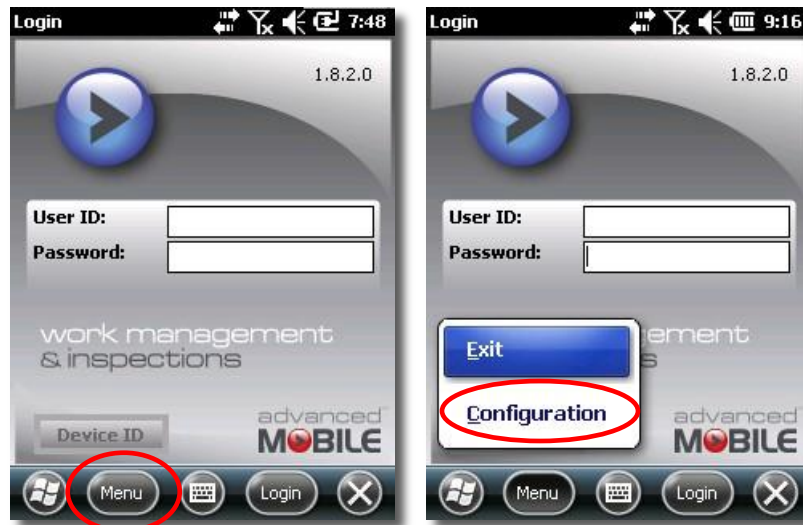 Login 7:48
1.8.2.0
User ID:
Password:
work management
& inspections
Device ID
advanced
MOBILE
Menu Login
Login 9:16
1.8.2.0
User ID:
Password:
ement
s
Exit
Configuration
advanced
MOBILE
Menu Login